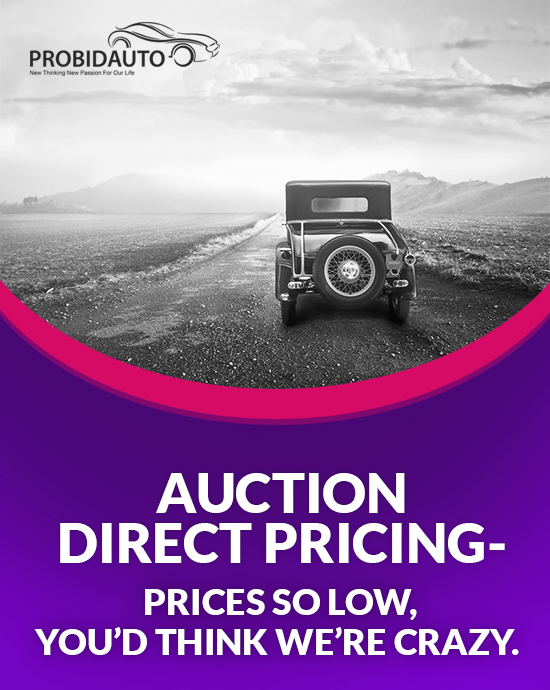 PROBIDAUTO
New Thinking New Passion For Our Life
AUCTION
DIRECT PRICING-
PRICES SO LOW,
YOU'D THINK WE'RE CRAZY.